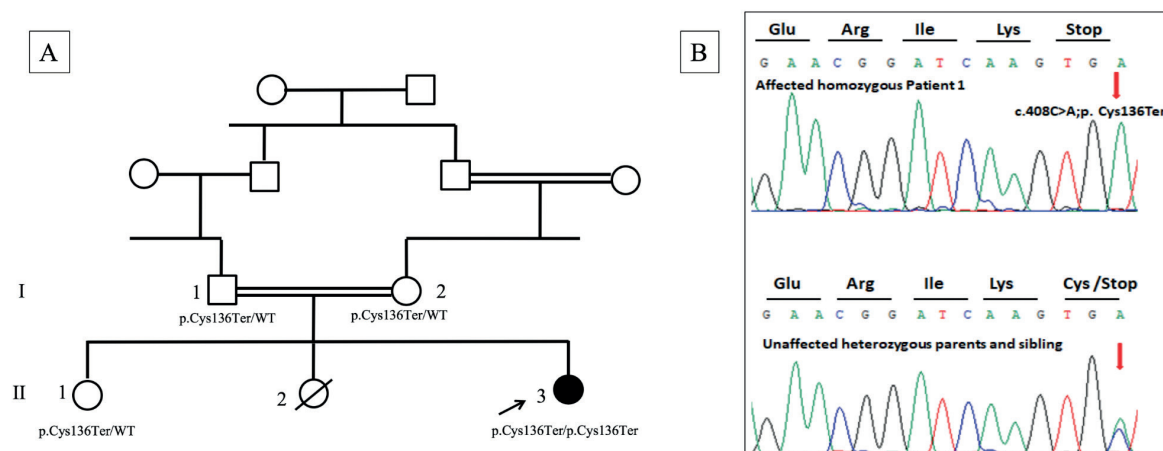 A
I
1
2
p.Cys136Ter/WT
p.Cys136Ter/WT
II
1
2
3
p.Cys136Ter/WT
p.Cys136Ter/p.Cys136Ter
B
Glu Arg Ile Lys Stop
G A A C G G A T C A A G T G A
Affected homozygous Patient 1
c.408C>A;p. Cys136Ter
Glu Arg Ile Lys Cys /Stop
G A A C G G A T C A A G T G A
Unaffected heterozygous parents and sibling